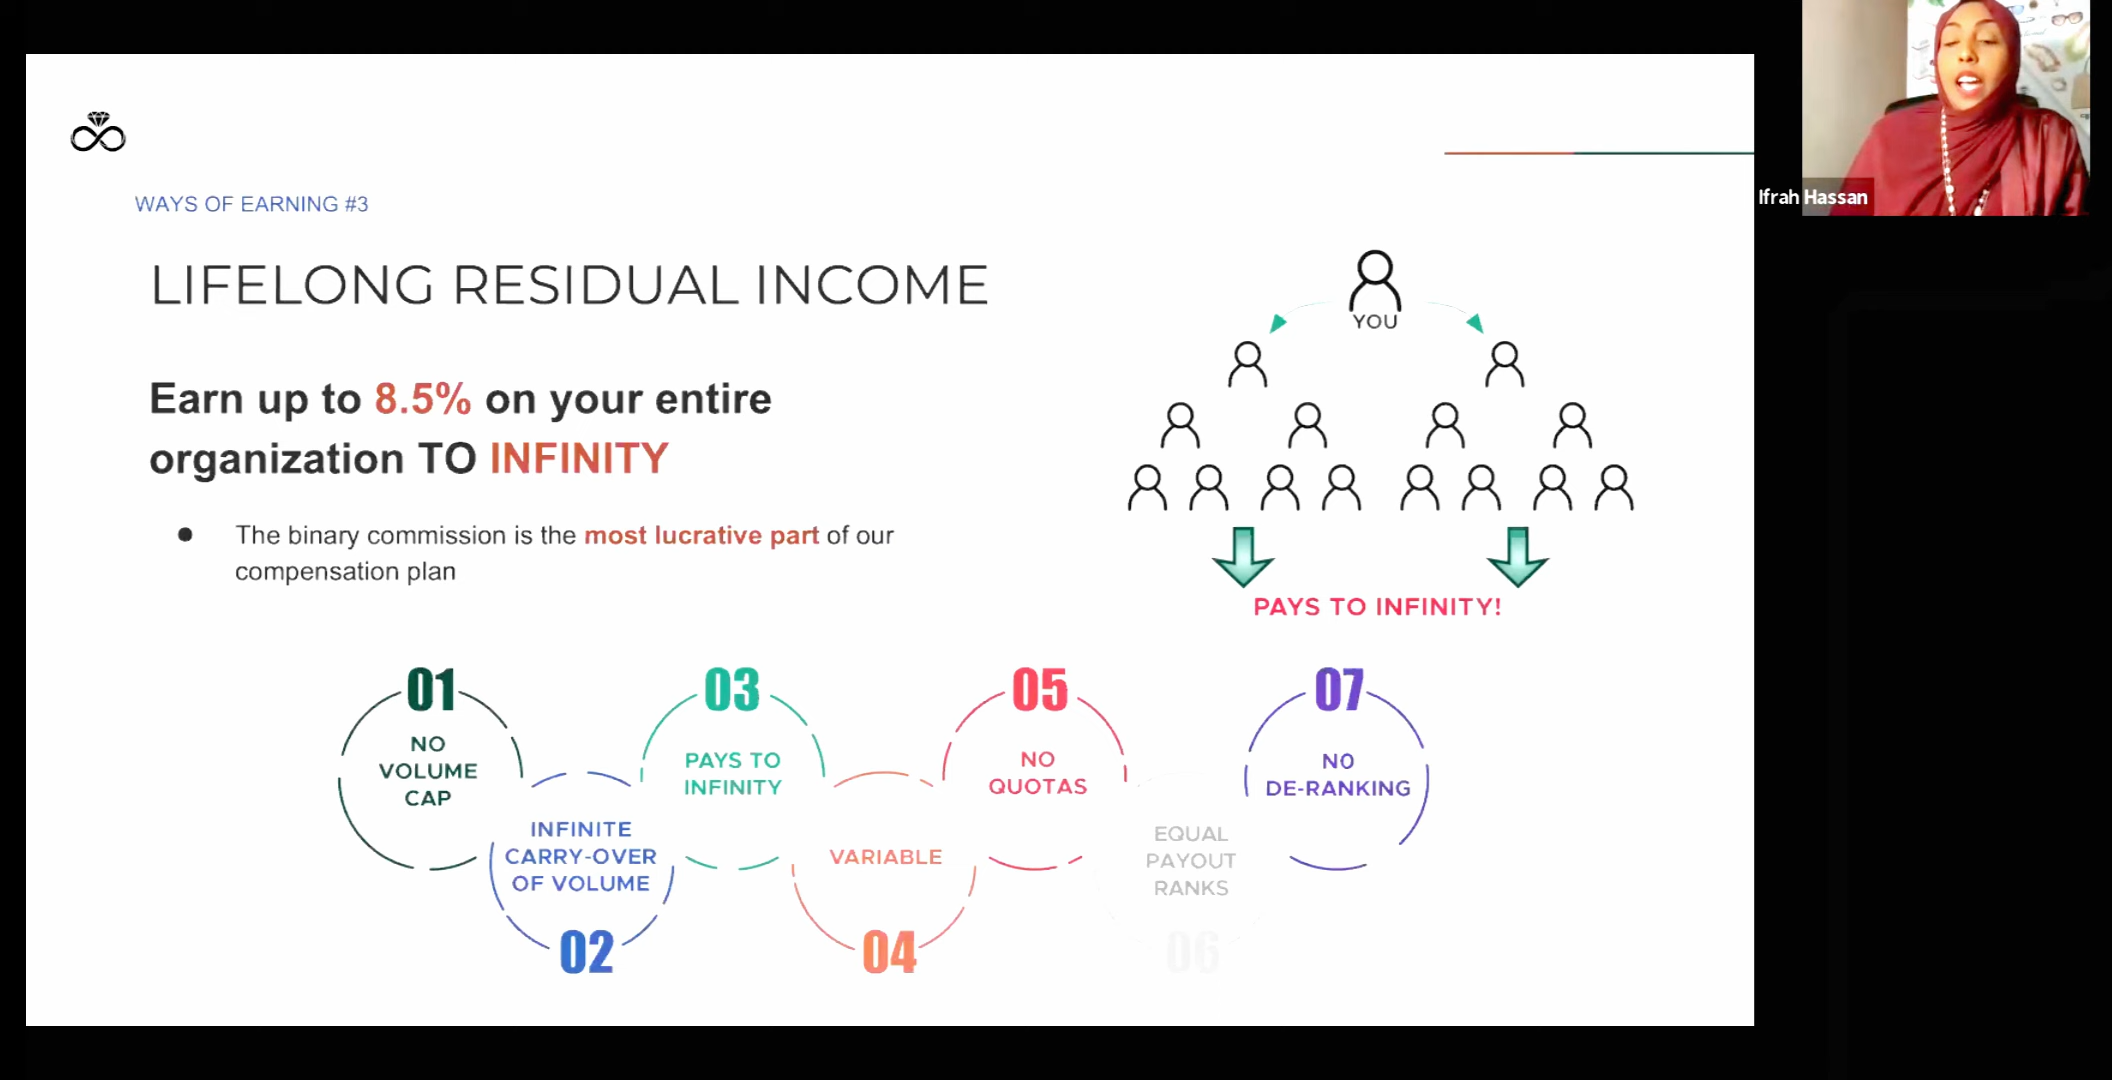 WAYS OF EARNING #3
LIFELONG RESIDUAL INCOME
Earn up to 8.5% on your entire
organization TO INFINITY
● The binary commission is the most lucrative part of our
compensation plan
YOU
PAYS TO INFINITY!
01
NO
VOLUME
CAP
INFINITE
CARRY-OVER
OF VOLUME
02
03
PAYS TO
INFINITY
VARIABLE
04
05
NO
QUOTAS
EQUAL
PAYOUT
RANKS
06
07
NO
DE-RANKING
Ifrah Hassan